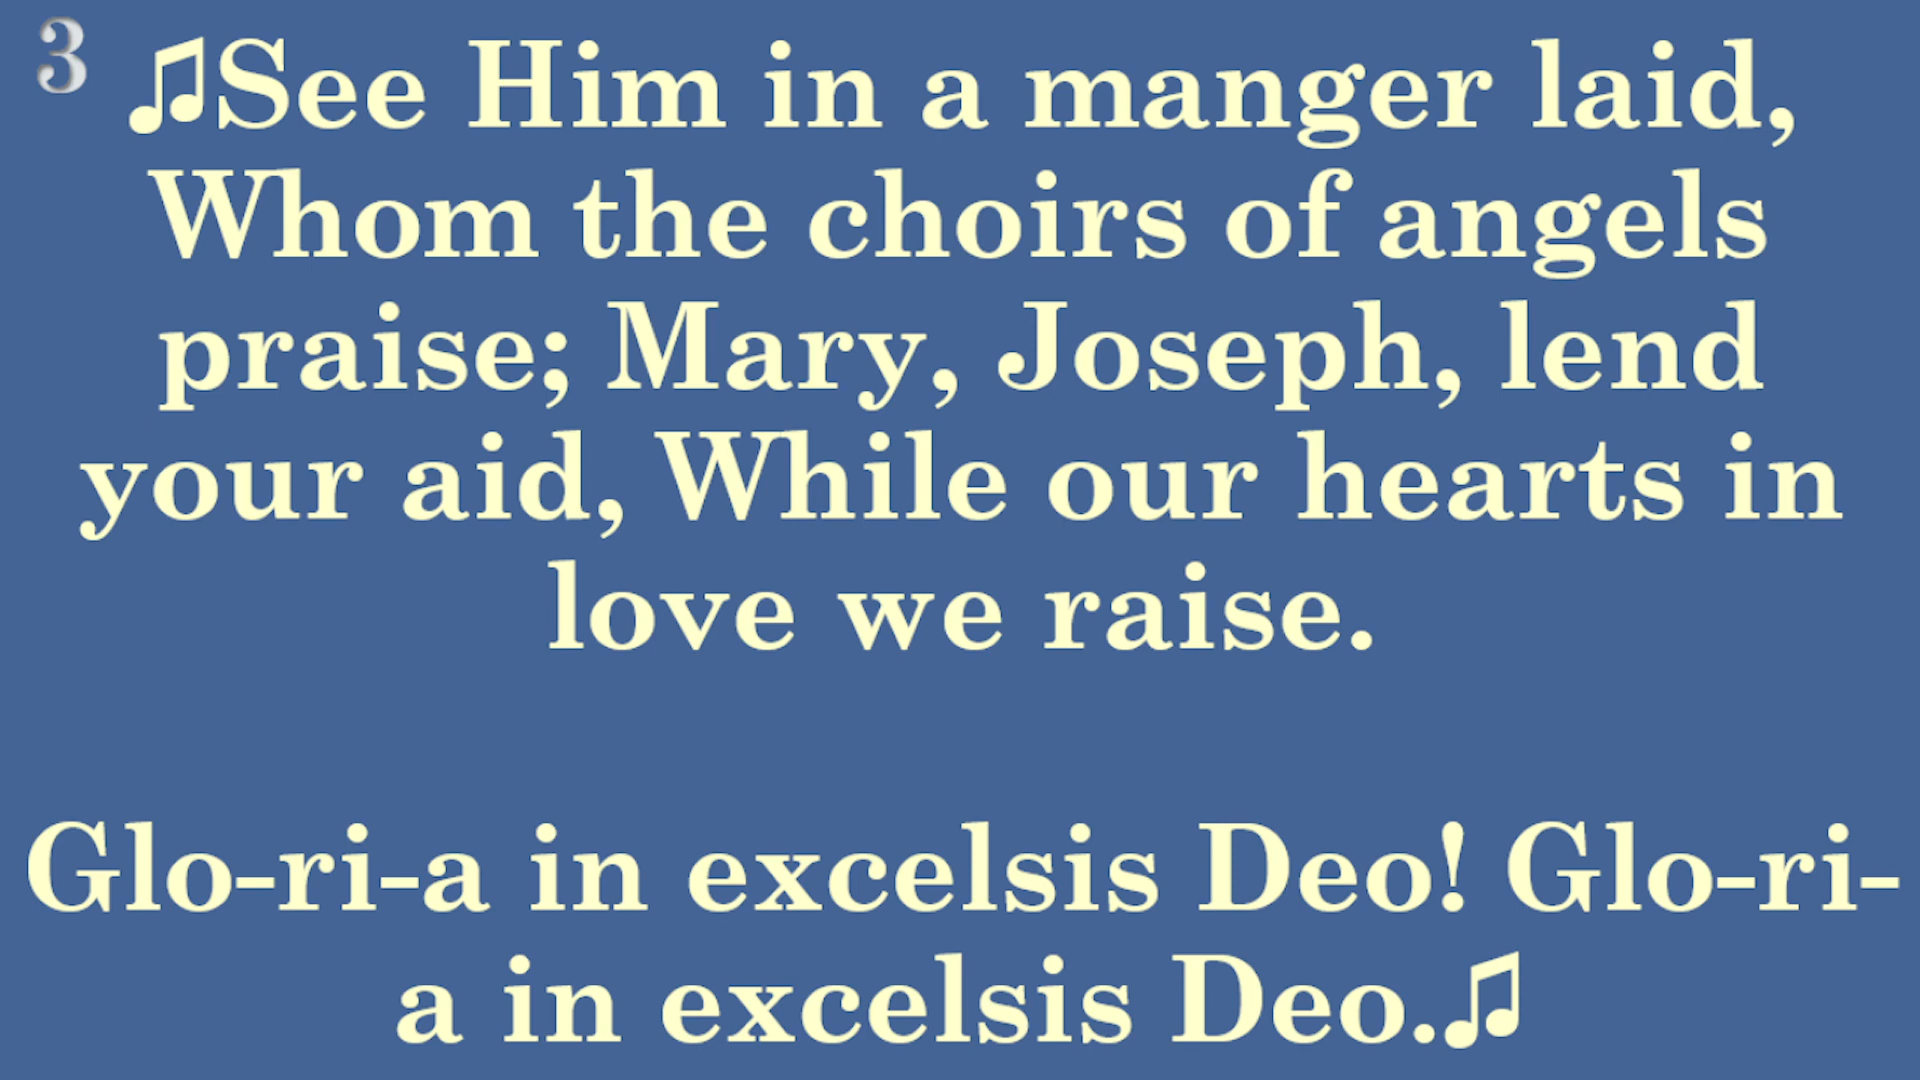 3 ♫See Him in a manger laid,
Whom the choirs of angels
praise; Mary, Joseph, lend
your aid, While our hearts in
love we raise.
Glo-ri-a in excelsis Deo! Glo-ri-
a in excelsis Deo.♫